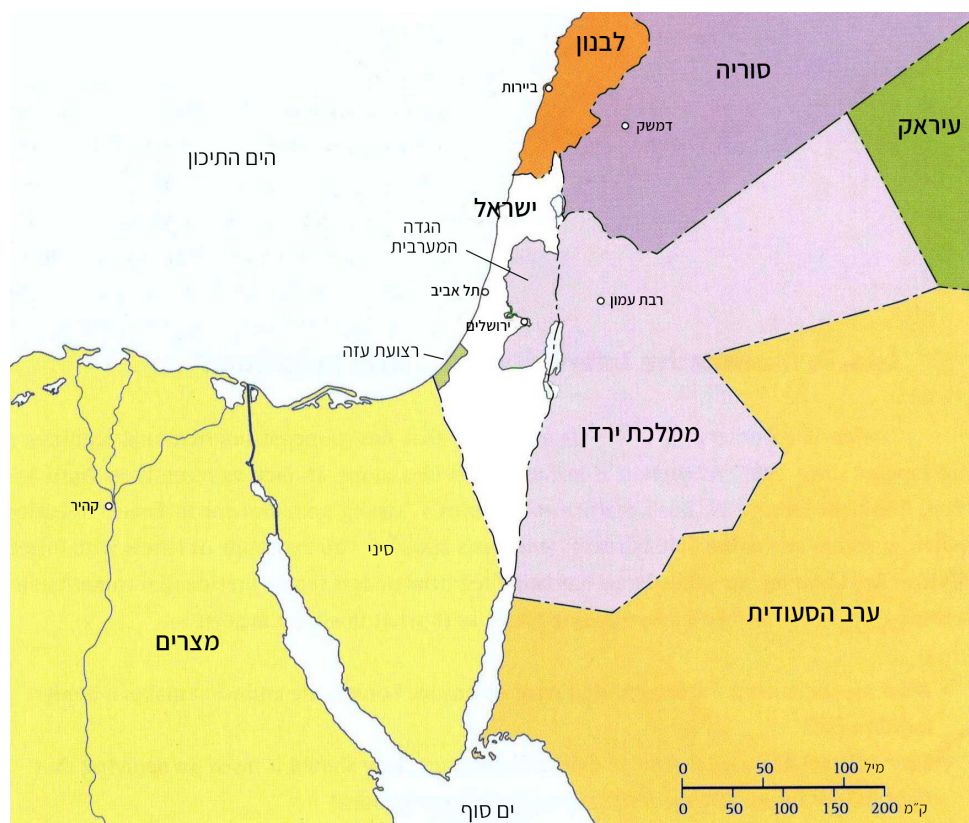 לבנון
סוריה
ביירות
דמשק
עיראק
הים התיכון
ישראל
הגדה
המערבית
תל אביב
רבת עמון
ירושלים
רצועת עזה
ממלכת ירדן
קהיר
סיני
ערב הסעודית
מצרים
0 50 100 מיל
0 50 100 150 200 ק״מ
ים סוף